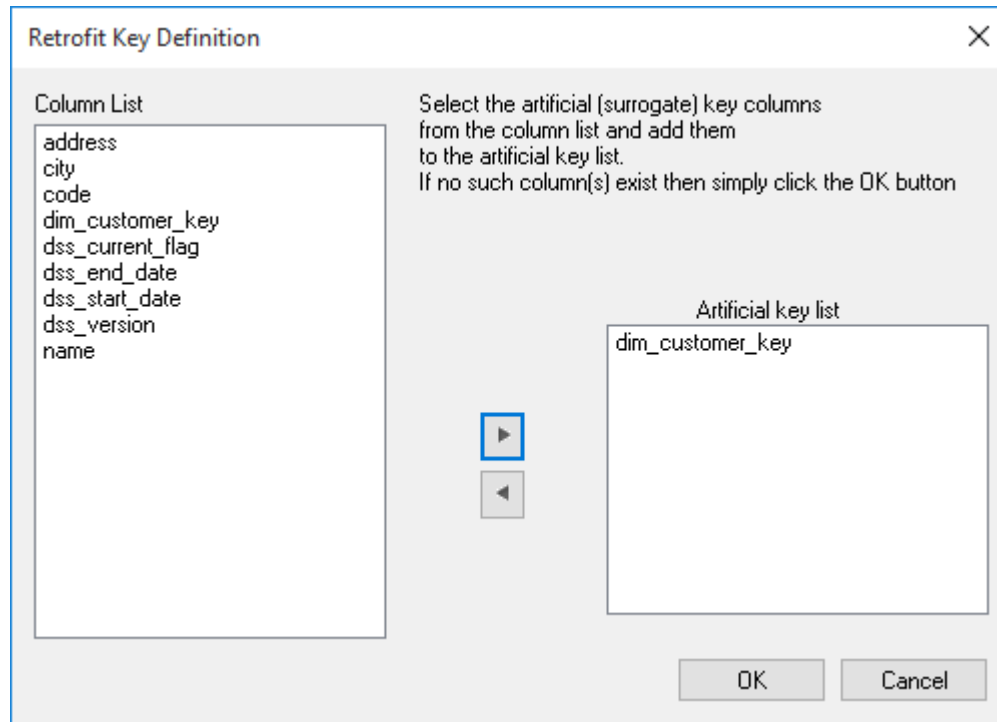 Retrofit Key Definition
Column List
address
city
code
dim_customer_key
dss_current_flag
dss_end_date
dss_start_date
dss_version
name
Select the artificial (surrogate) key columns
from the column list and add them
to the artificial key list.
If no such column(s) exist then simply click the OK button
Artificial key list
dim_customer_key
OK
Cancel